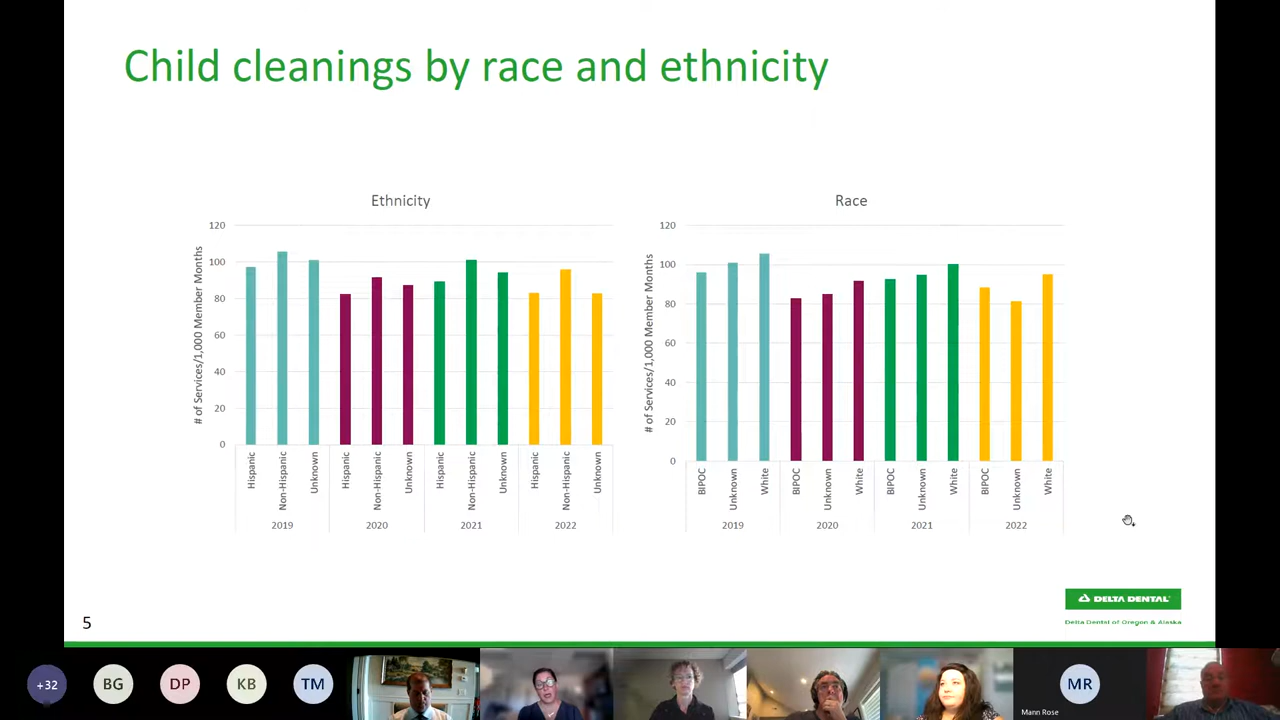 Child cleanings by race and ethnicity
Ethnicity
# of Services/1,000 Member Months
120
100
80
60
40
20
0
Hispanic
Non-Hispanic
Unknown
Hispanic
Non-Hispanic
Unknown
Hispanic
Non-Hispanic
Unknown
Hispanic
Non-Hispanic
Unknown
2019
2020
2021
2022
Race
# of Services/1,000 Member Months
120
100
80
60
40
20
0
BIPOC
Unknown
White
BIPOC
Unknown
White
BIPOC
Unknown
White
BIPOC
Unknown
White
2019
2020
2021
2022
5
DELTA DENTAL®
Delta Dental of Oregon & Alaska
+32
BG
DP
KB
TM
MR
Mann Rose